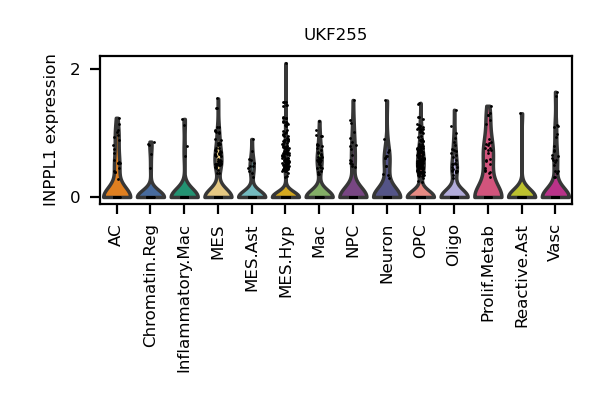 UKF255
INPPL1 expression
2
0
AC
Chromatin.Reg
Inflammatory.Mac
MES
MES.Ast
MES.Hyp
Mac
NPC
Neuron
OPC
Oligo
Prolif.Metab
Reactive.Ast
Vasc